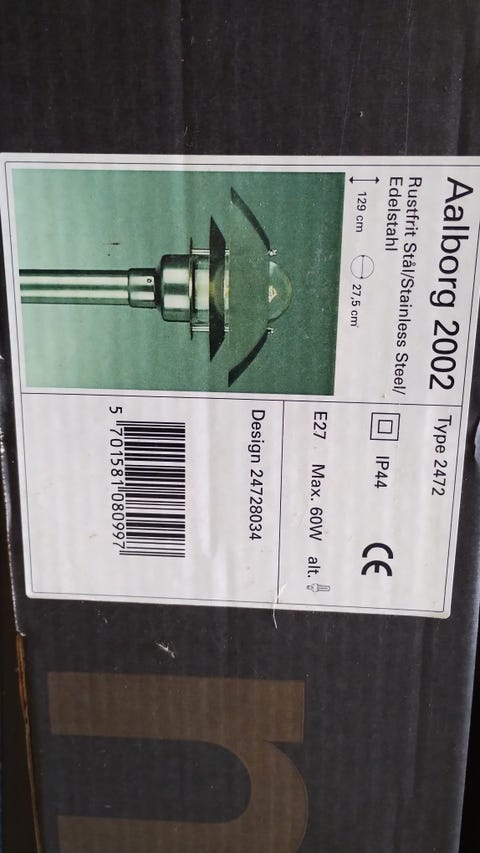 Aalborg 2002
Rustfrit Stål/Stainless Steel/
Edelstahl
129 cm 27,5 cm
Type 2472
IP44 CE
E27 Max. 60W alt.
Design 24728034
5 701581 080997
n